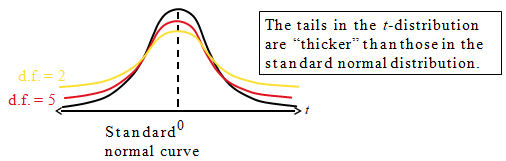 The tails in the t-distribution
are “thicker” than those in the
standard normal distribution.
d.f. = 2
d.f. = 5
t
0
Standard
normal curve